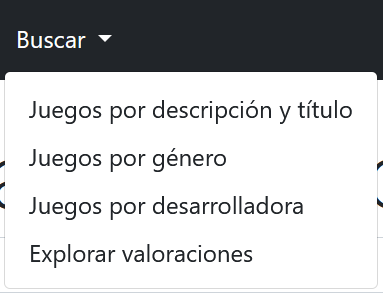 Buscar
Juegos por descripción y título
Juegos por género
Juegos por desarrolladora
Explorar valoraciones